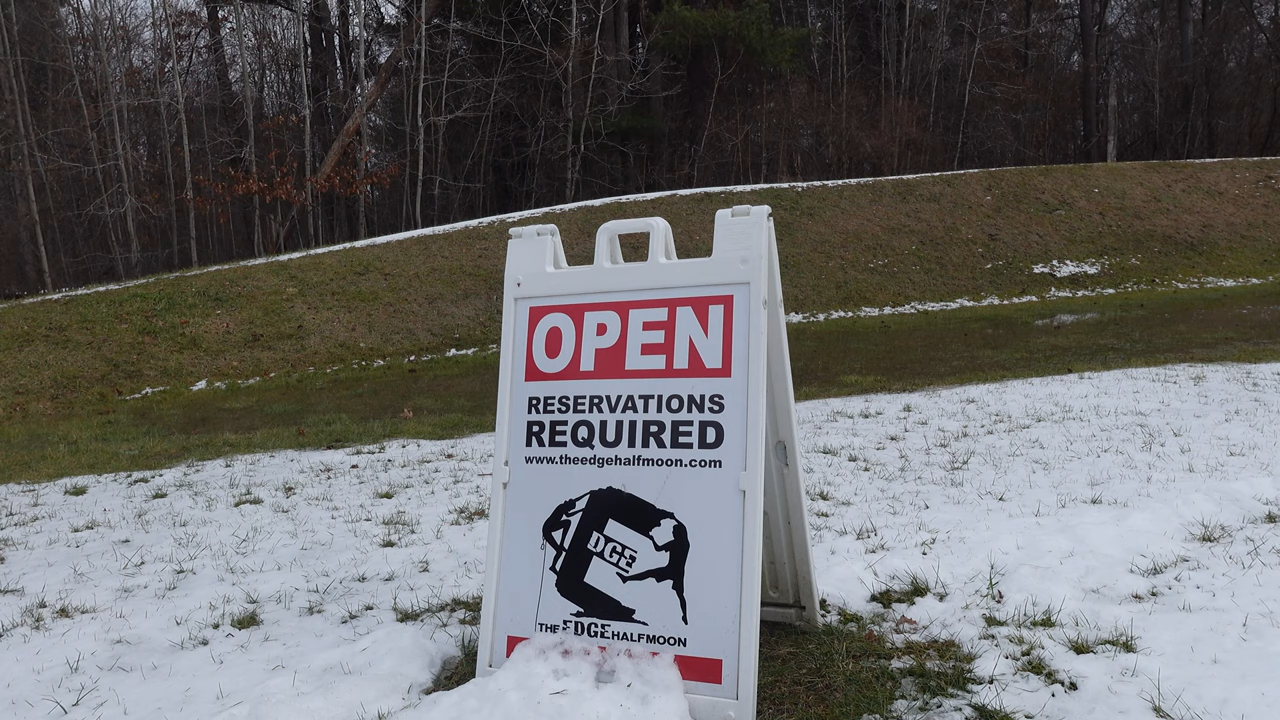 OPEN
RESERVATIONS
REQUIRED
www.theedgehalfmoon.com
DGE
THE EDGE HALFMOON